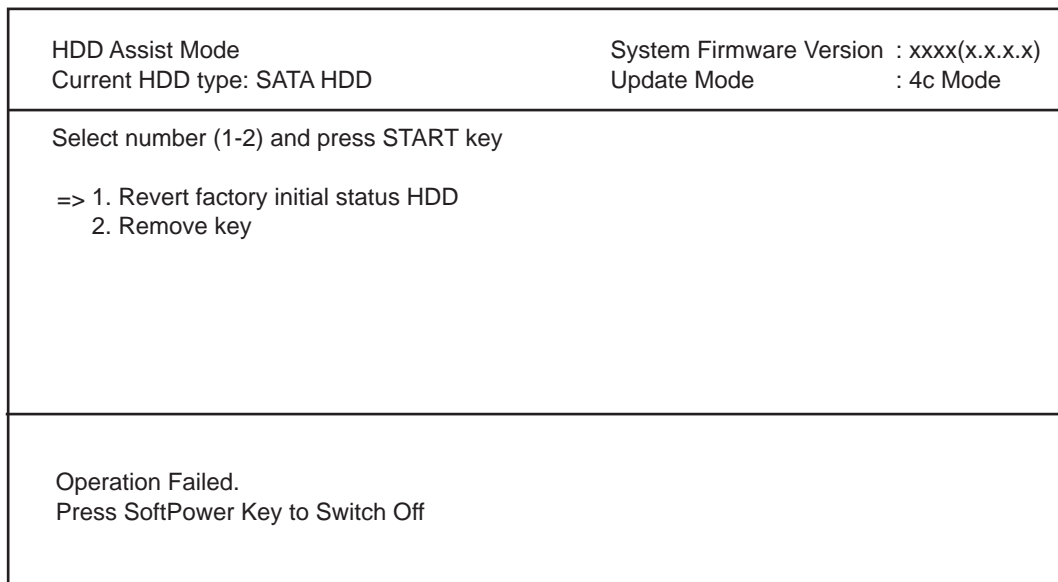 HDD Assist Mode
System Firmware Version : xxxx(x.x.x.x)
Current HDD type: SATA HDD
Update Mode : 4c Mode
Select number (1-2) and press START key
=> 1. Revert factory initial status HDD
2. Remove key
Operation Failed.
Press SoftPower Key to Switch Off